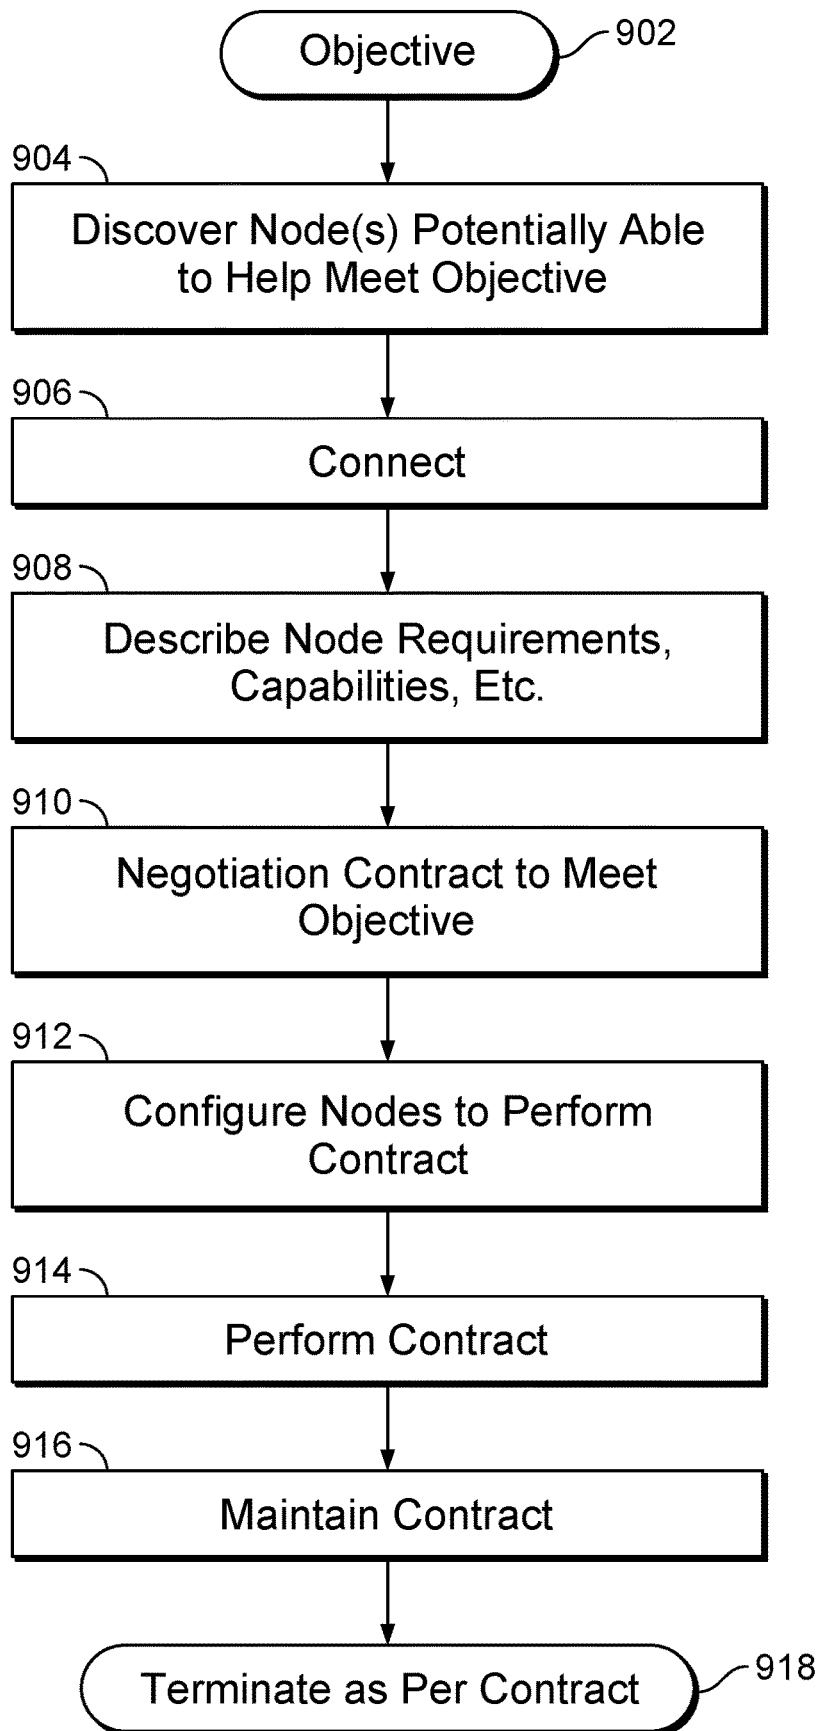 Objective
902
904
Discover Node(s) Potentially Able
to Help Meet Objective
906
Connect
908
Describe Node Requirements,
Capabilities, Etc.
910
Negotiation Contract to Meet
Objective
912
Configure Nodes to Perform
Contract
914
Perform Contract
916
Maintain Contract
Terminate as Per Contract
918